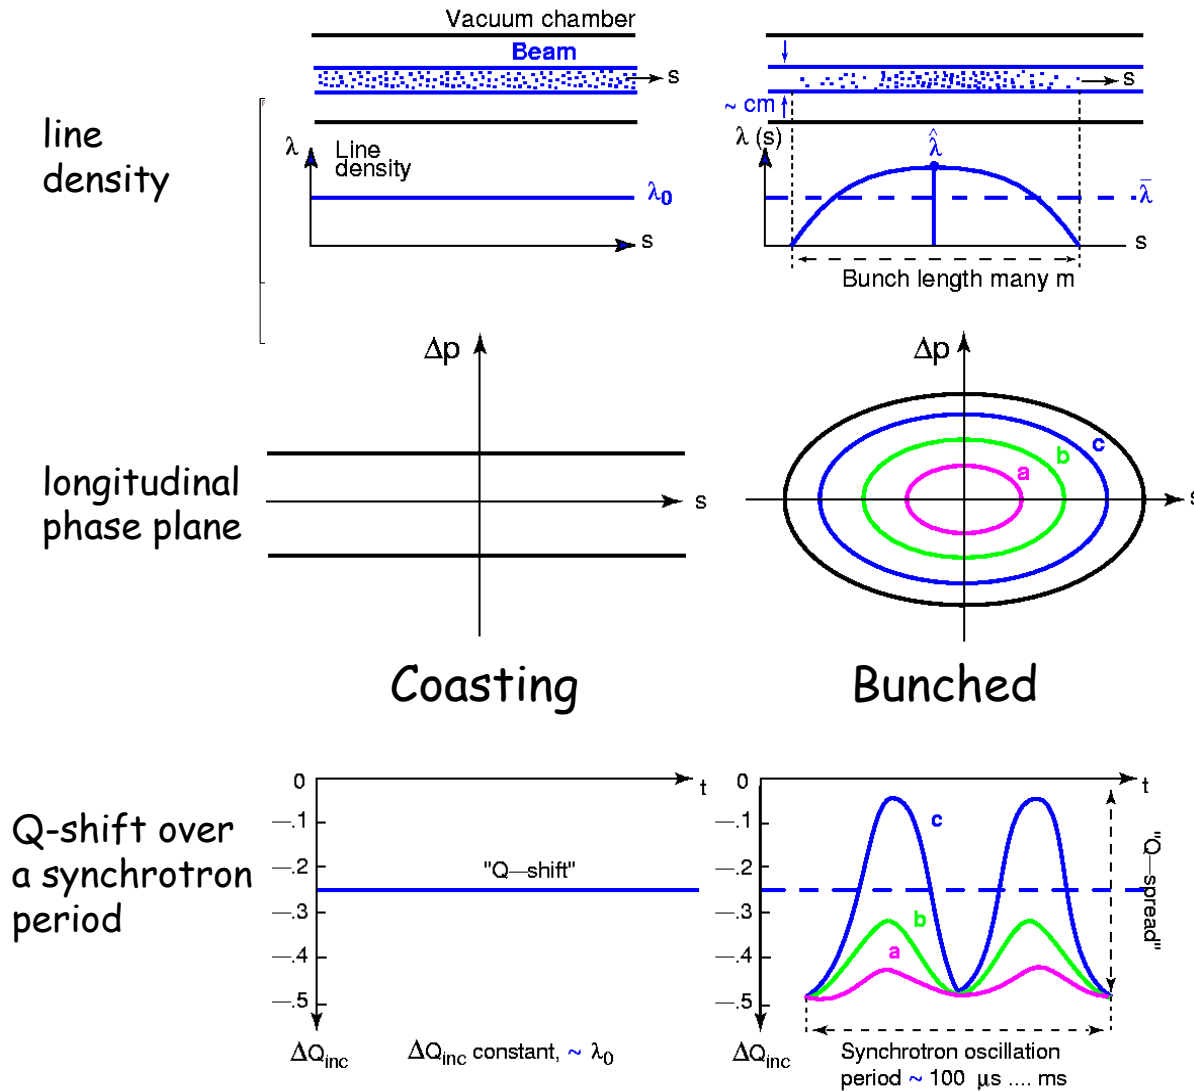 Vacuum chamber
Beam
s
s
~ cm
line
density
λ
Line
density
λ0
s
λ (s)
λ̂
λ̄
s
Bunch length many m
Δp
s
Δp
a
b
c
s
longitudinal
phase plane
Coasting
Bunched
Q-shift over
a synchrotron
period
0
—.1
—.2
—.3
—.4
—.5
t
"Q—shift"
ΔQinc
ΔQinc constant, ~ λ0
0
—.1
—.2
—.3
—.4
—.5
t
c
b
a
"Q—spread"
ΔQinc
Synchrotron oscillation
period ~ 100 μs .... ms